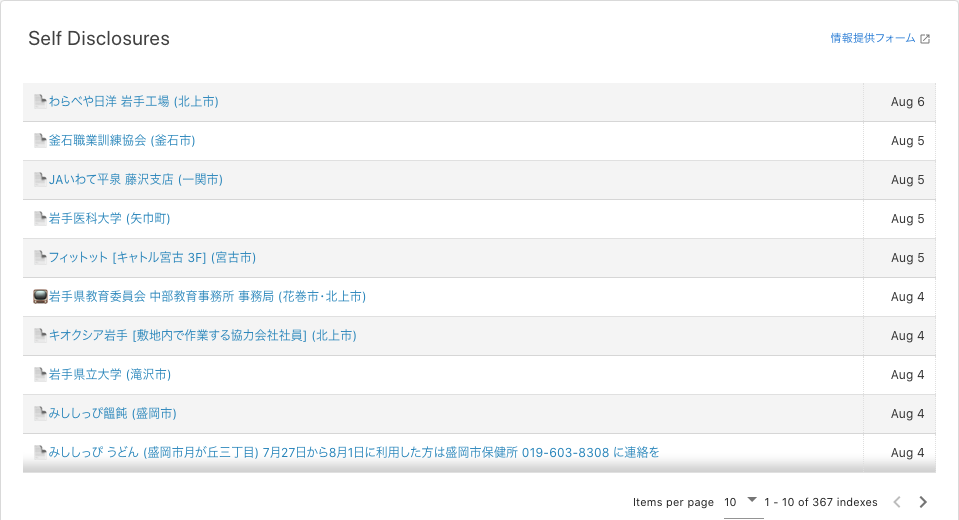 Self Disclosures
情報提供フォーム
わらべや日洋 岩手工場 (北上市) Aug 6
釜石職業訓練協会 (釜石市) Aug 5
JAいわて平泉 藤沢支店 (一関市) Aug 5
岩手医科大学 (矢巾町) Aug 5
フィットット [キャトル宮古 3F] (宮古市) Aug 5
岩手県教育委員会 中部教育事務所 事務局 (花巻市・北上市) Aug 4
キオクシア岩手 [敷地内で作業する協力会社社員] (北上市) Aug 4
岩手県立大学 (滝沢市) Aug 4
みししっぴ饂飩 (盛岡市) Aug 4
みししっぴ うどん (盛岡市月が丘三丁目) 7月27日から8月1日に利用した方は盛岡市保健所 019-603-8308 に連絡を Aug 4
Items per page 10 1 - 10 of 367 indexes